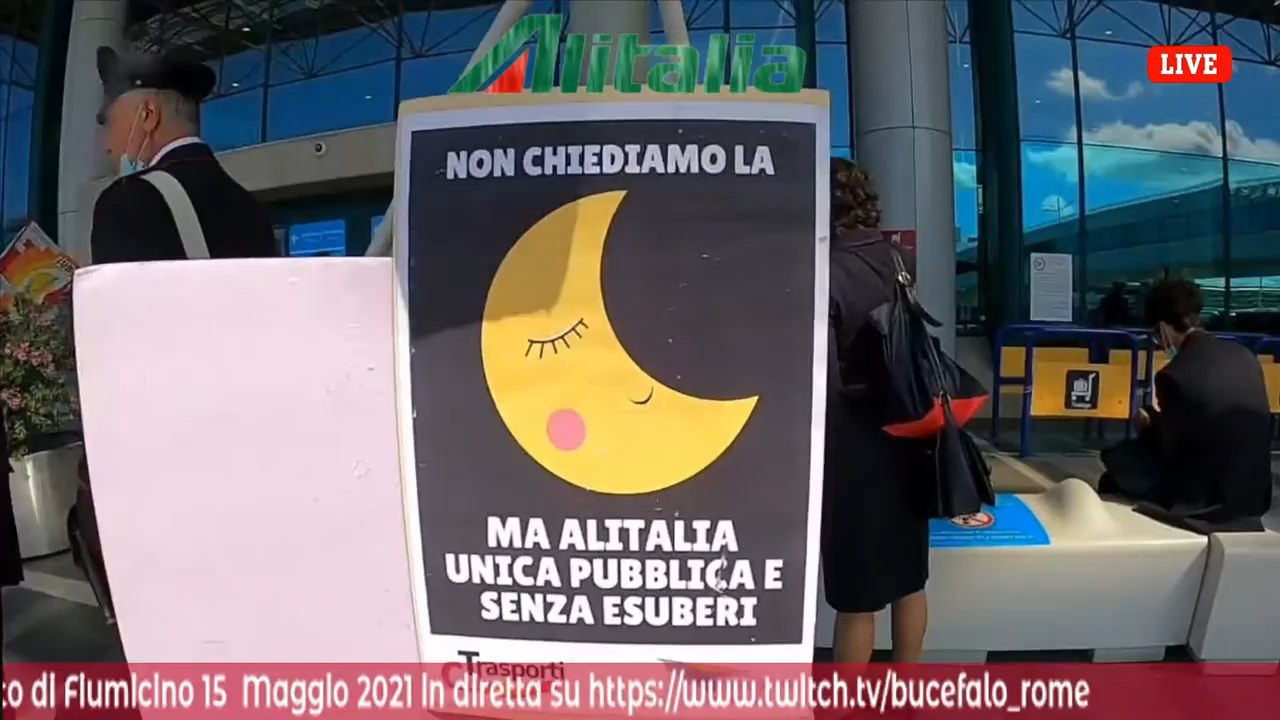 Alitalia
LIVE
NON CHIEDIAMO LA
MA ALITALIA
UNICA PUBBLICA E
SENZA ESUBERI
Trasporti
to di Fiumicino 15 Maggio 2021 in diretta su https://www.twitch.tv/bucefalo_rome